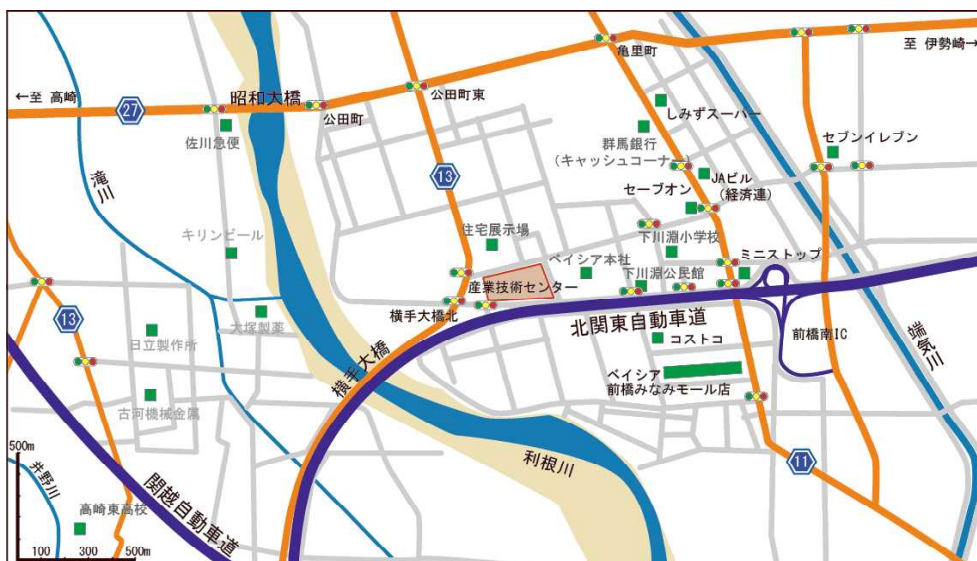 至 伊勢崎→
亀里町
←至 高崎
27
昭和大橋
公田町
公田町東
しみずスーパー
佐川急便
群馬銀行
(キャッシュコーナー)
セブンイレブン
滝川
13
JAビル
(経済連)
セーブオン
キリンビール
住宅展示場
下川淵小学校
ベイシア本社
ミニストップ
下川淵公民館
産業技術センター
横手大橋北
13
大塚製薬
日立製作所
北関東自動車道
前橋南IC
端気川
コストコ
横手大橋
ベイシア
前橋みなみモール店
古河機械金属
利根川
11
500m
井野川
関越自動車道
高崎東高校
100 300 500m